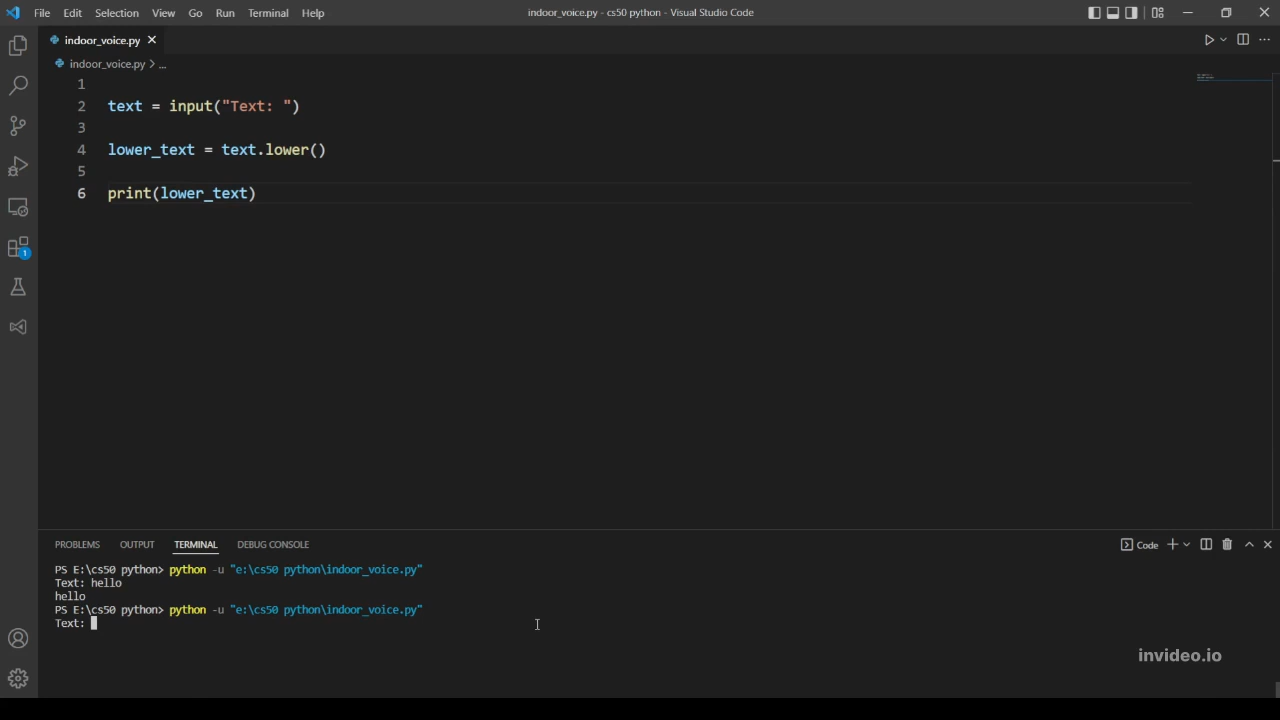 File Edit Selection View Go Run Terminal Help
indoor_voice.py - cs50 python - Visual Studio Code
indoor_voice.py
indoor_voice.py > ...
1
2 text = input("Text: ")
3
4 lower_text = text.lower()
5
6 print(lower_text)
1
PROBLEMS OUTPUT TERMINAL DEBUG CONSOLE
Code
PS E:\cs50 python> python -u "e:\cs50 python\indoor_voice.py"
Text: hello
hello
PS E:\cs50 python> python -u "e:\cs50 python\indoor_voice.py"
Text:
invideo.io